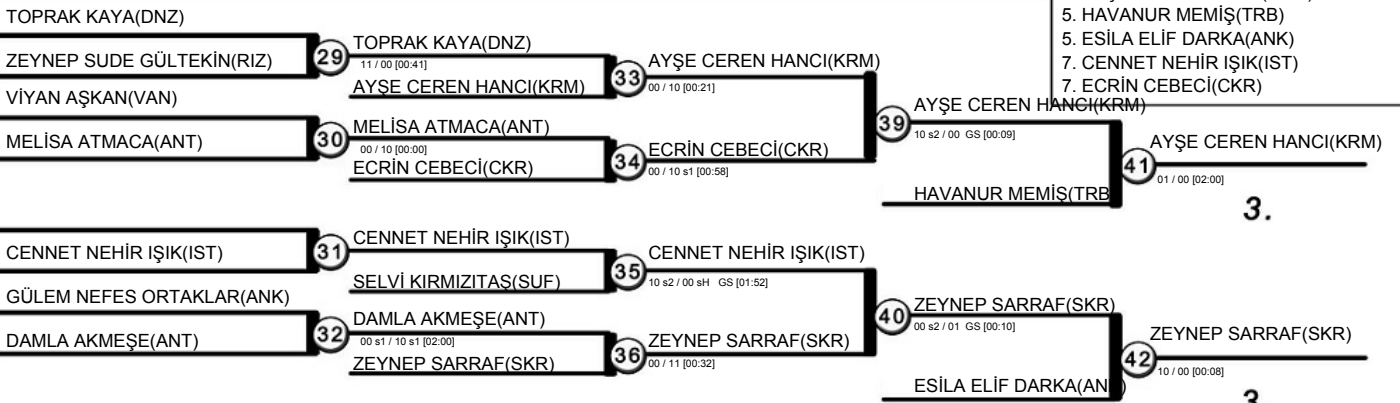 5. HAVANUR MEMİŞ(TRB)
5. ESİLA ELİF DARKA(ANK)
7. CENNET NEHİR IŞIK(IST)
7. ECRİN CEBECİ(CKR)
TOPRAK KAYA(DNZ)
ZEYNEP SUDE GÜLTEKİN(RIZ)
29
TOPRAK KAYA(DNZ)
11 / 00 [00:41]
AYŞE CEREN HANCI(KRM)
33
AYŞE CEREN HANCI(KRM)
00 / 10 [00:21]
VİYAN AŞKAN(VAN)
MELİSA ATMACA(ANT)
30
MELİSA ATMACA(ANT)
00 / 10 [00:00]
ECRİN CEBECİ(CKR)
34
ECRİN CEBECİ(CKR)
00 / 10 s1 [00:58]
39
AYŞE CEREN HANCI(KRM)
10 s2 / 00 GS [00:09]
HAVANUR MEMİŞ(TRB
41
AYŞE CEREN HANCI(KRM)
01 / 00 [02:00]
3.
CENNET NEHİR IŞIK(IST)
31
CENNET NEHİR IŞIK(IST)
SELVİ KIRMIZITAŞ(SUF)
35
CENNET NEHİR IŞIK(IST)
10 s2 / 00 sH GS [01:52]
GÜLEM NEFES ORTAKLAR(ANK)
DAMLA AKMEŞE(ANT)
32
DAMLA AKMEŞE(ANT)
00 s1 / 10 s1 [02:00]
ZEYNEP SARRAF(SKR)
36
ZEYNEP SARRAF(SKR)
00 / 11 [00:32]
40
ZEYNEP SARRAF(SKR)
00 s2 / 01 GS [00:10]
ESİLA ELİF DARKA(AN
42
ZEYNEP SARRAF(SKR)
10 / 00 [00:08]
3.